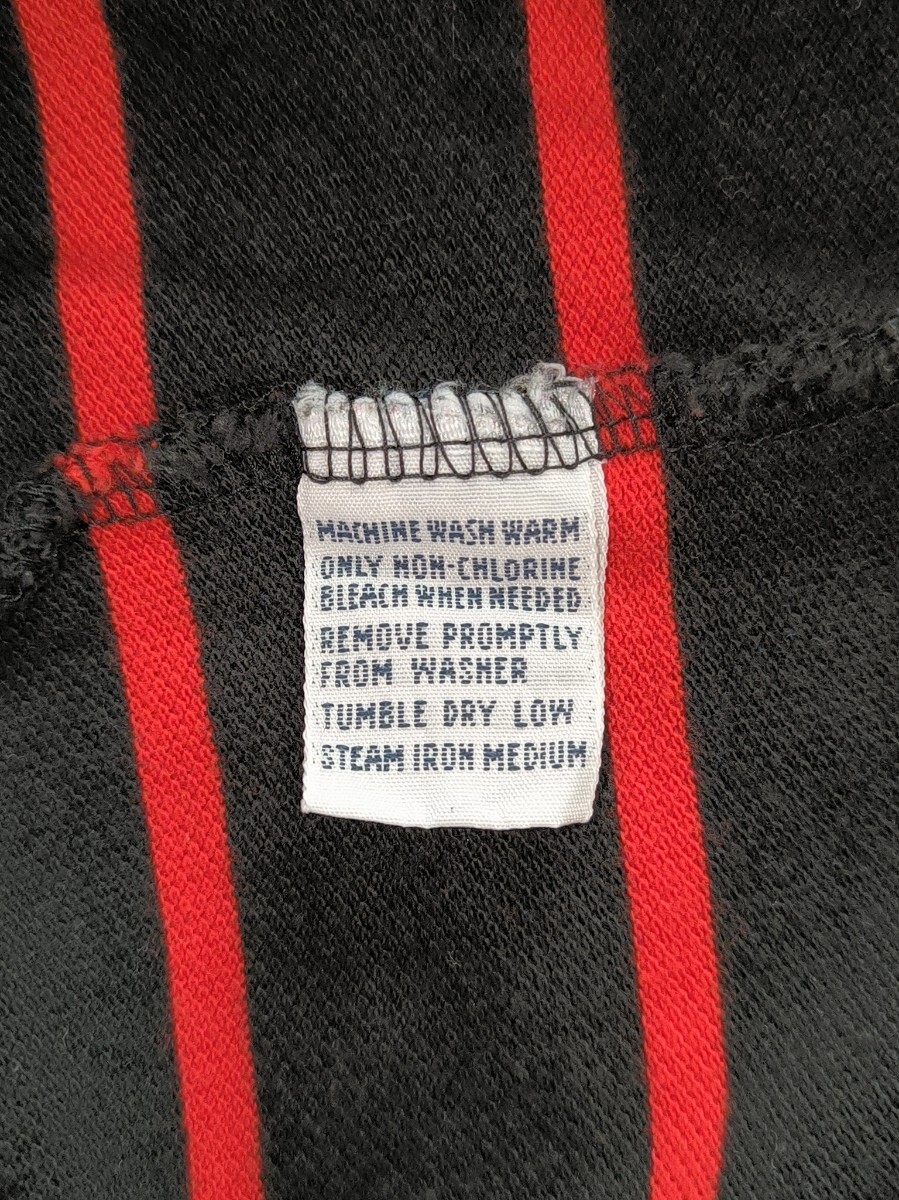 MACHINE WASH WARM
ONLY NON-CHLORINE
BLEACH WHEN NEEDED
REMOVE PROMPTLY
FROM WASHER
TUMBLE DRY LOW
STEAM IRON MEDIUM